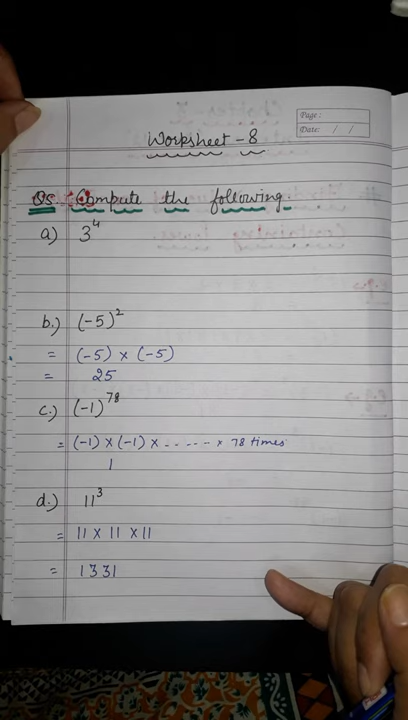 Page :
Date: / /
Worksheet - 8
Q5. Compute the following.
a.) 3⁴
b.) (-5)²
= (-5) × (-5)
= 25
c.) (-1)⁷⁸
= (-1) × (-1) × - - - - - × 78 times
1
d.) 11³
= 11 × 11 × 11
= 1331